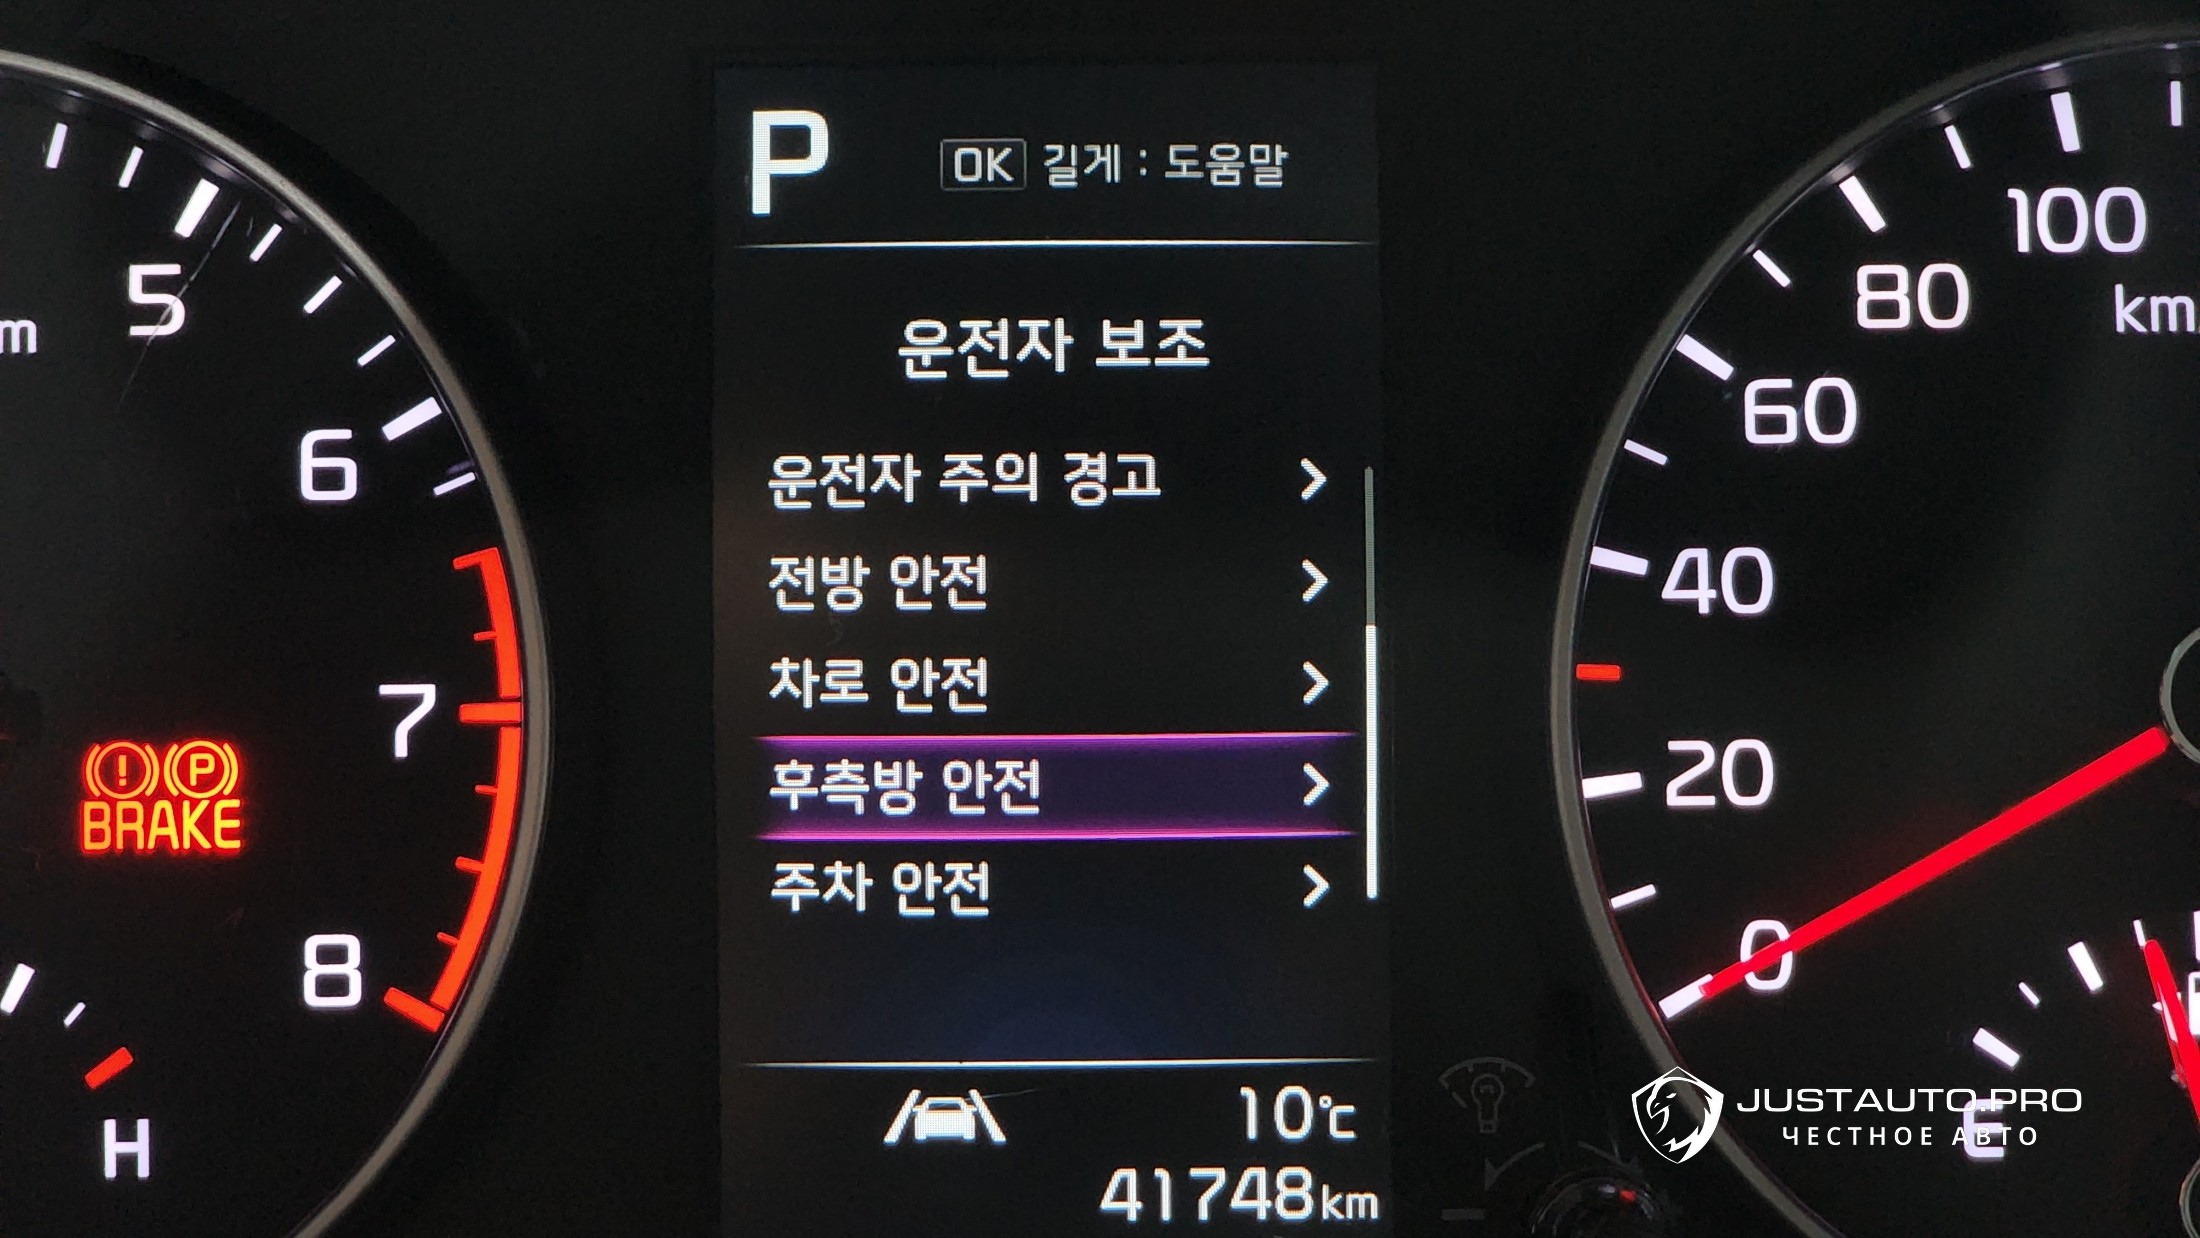 P
OK 길게 : 도움말
운전자 보조
운전자 주의 경고
전방 안전
차로 안전
후측방 안전
주차 안전
10℃
41748km
5
6
7
8
H
BRAKE
P
100
80
km/
60
40
20
0
E
JUSTAUTO.PRO
ЧЕСТНОЕ АВТО